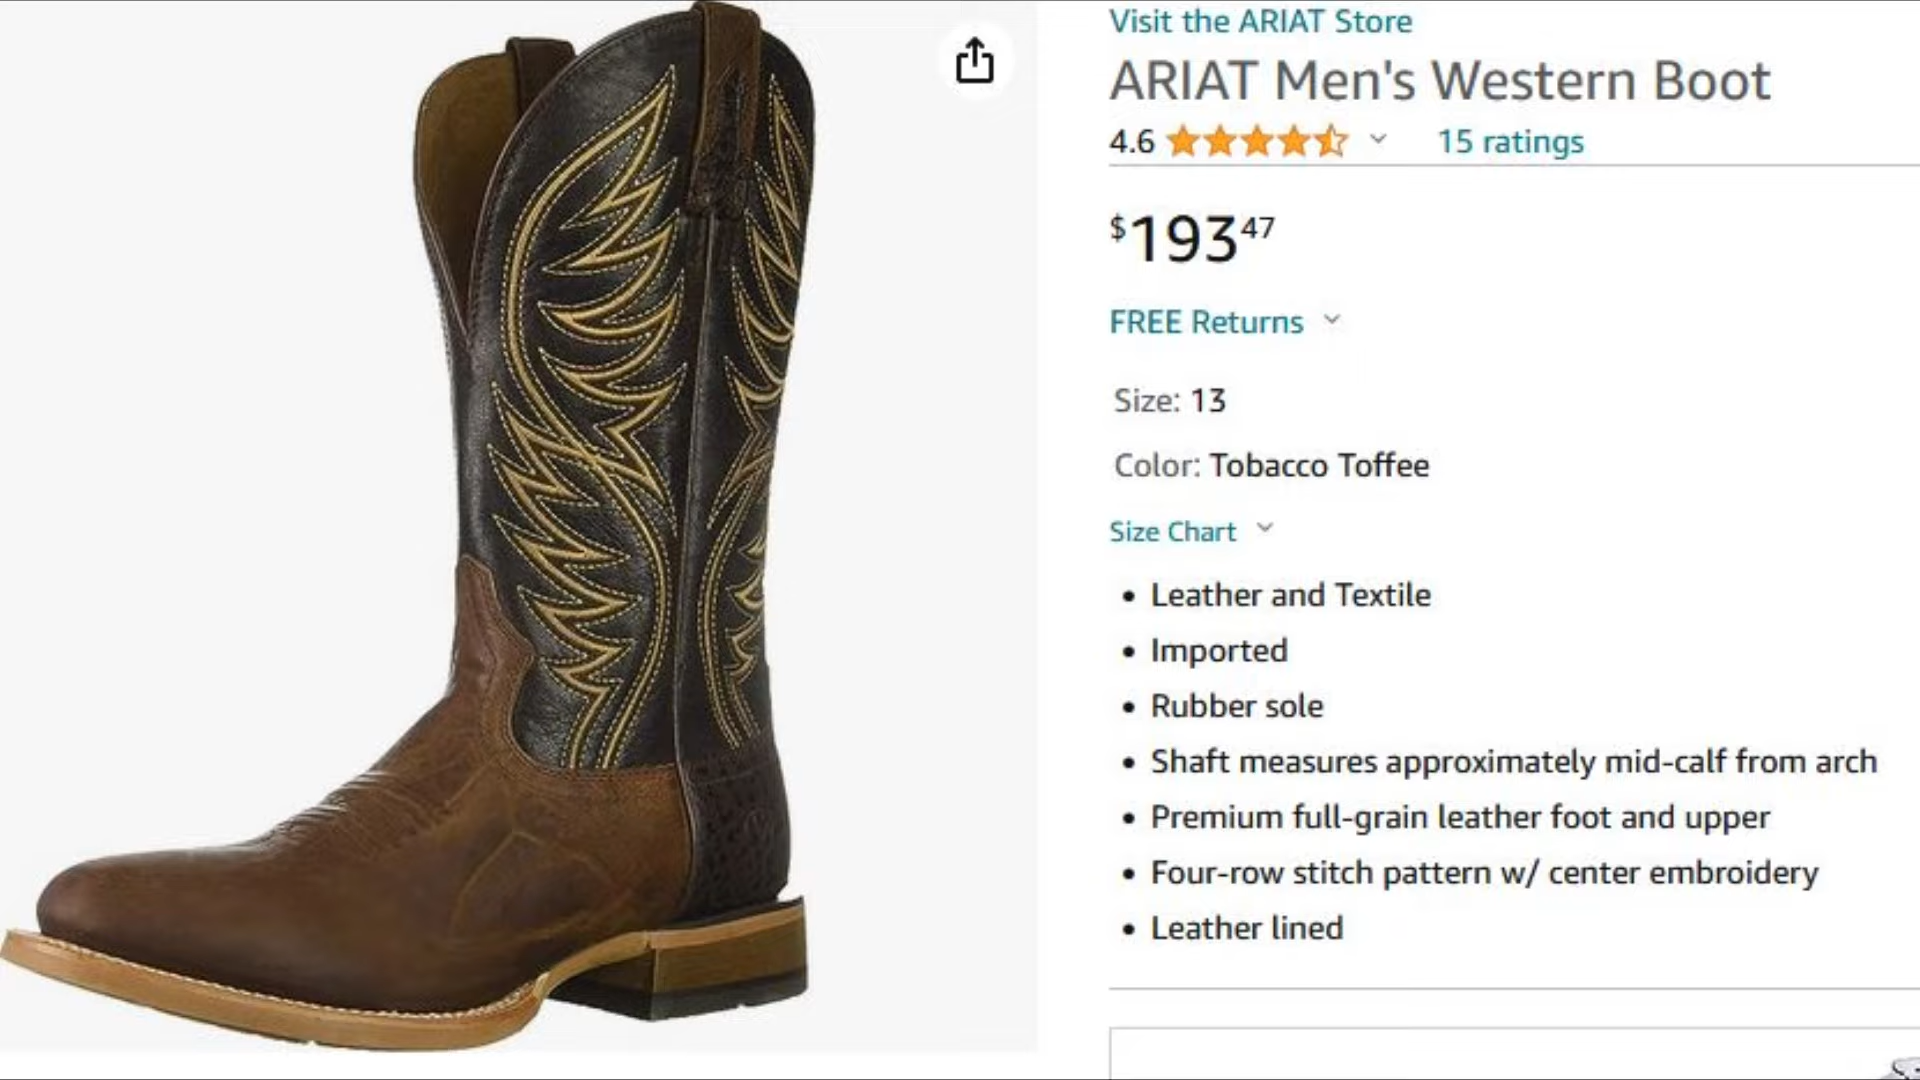 Visit the ARIAT Store
ARIAT Men's Western Boot
4.6 15 ratings
$193 47
FREE Returns
Size: 13
Color: Tobacco Toffee
Size Chart
• Leather and Textile
• Imported
• Rubber sole
• Shaft measures approximately mid-calf from arch
• Premium full-grain leather foot and upper
• Four-row stitch pattern w/ center embroidery
• Leather lined